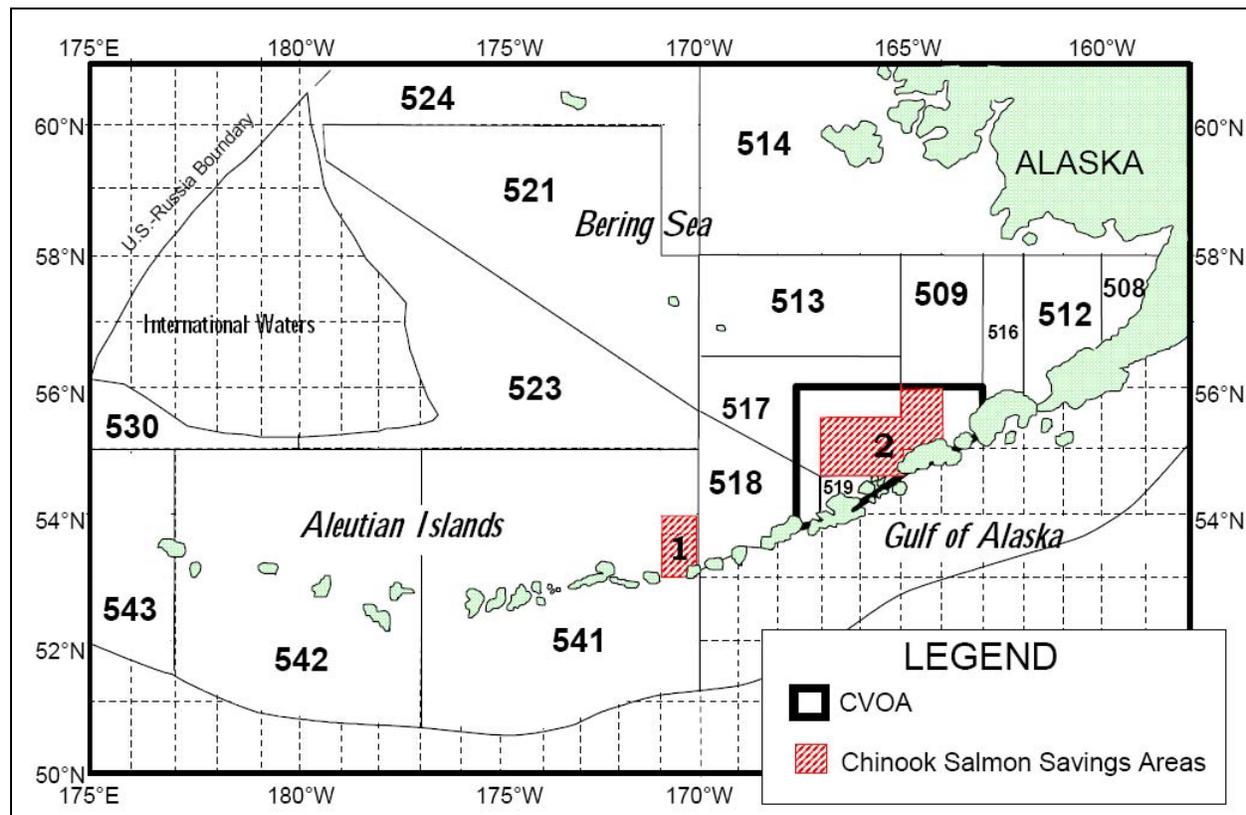 175°E 180°W 175°W 170°W 165°W 160°W
524
60°N 60°N
514
U.S.-Russia Boundary
ALASKA
521
Bering Sea
58°N 58°N
513 509 508
516 512
International Waters
523
56°N 56°N
530
517
2
518 519
54°N 54°N
Aleutian Islands
1
Gulf of Alaska
543
542 541
52°N 52°N
LEGEND
CVOA
Chinook Salmon Savings Areas
50°N
175°E 180°W 175°W 170°W